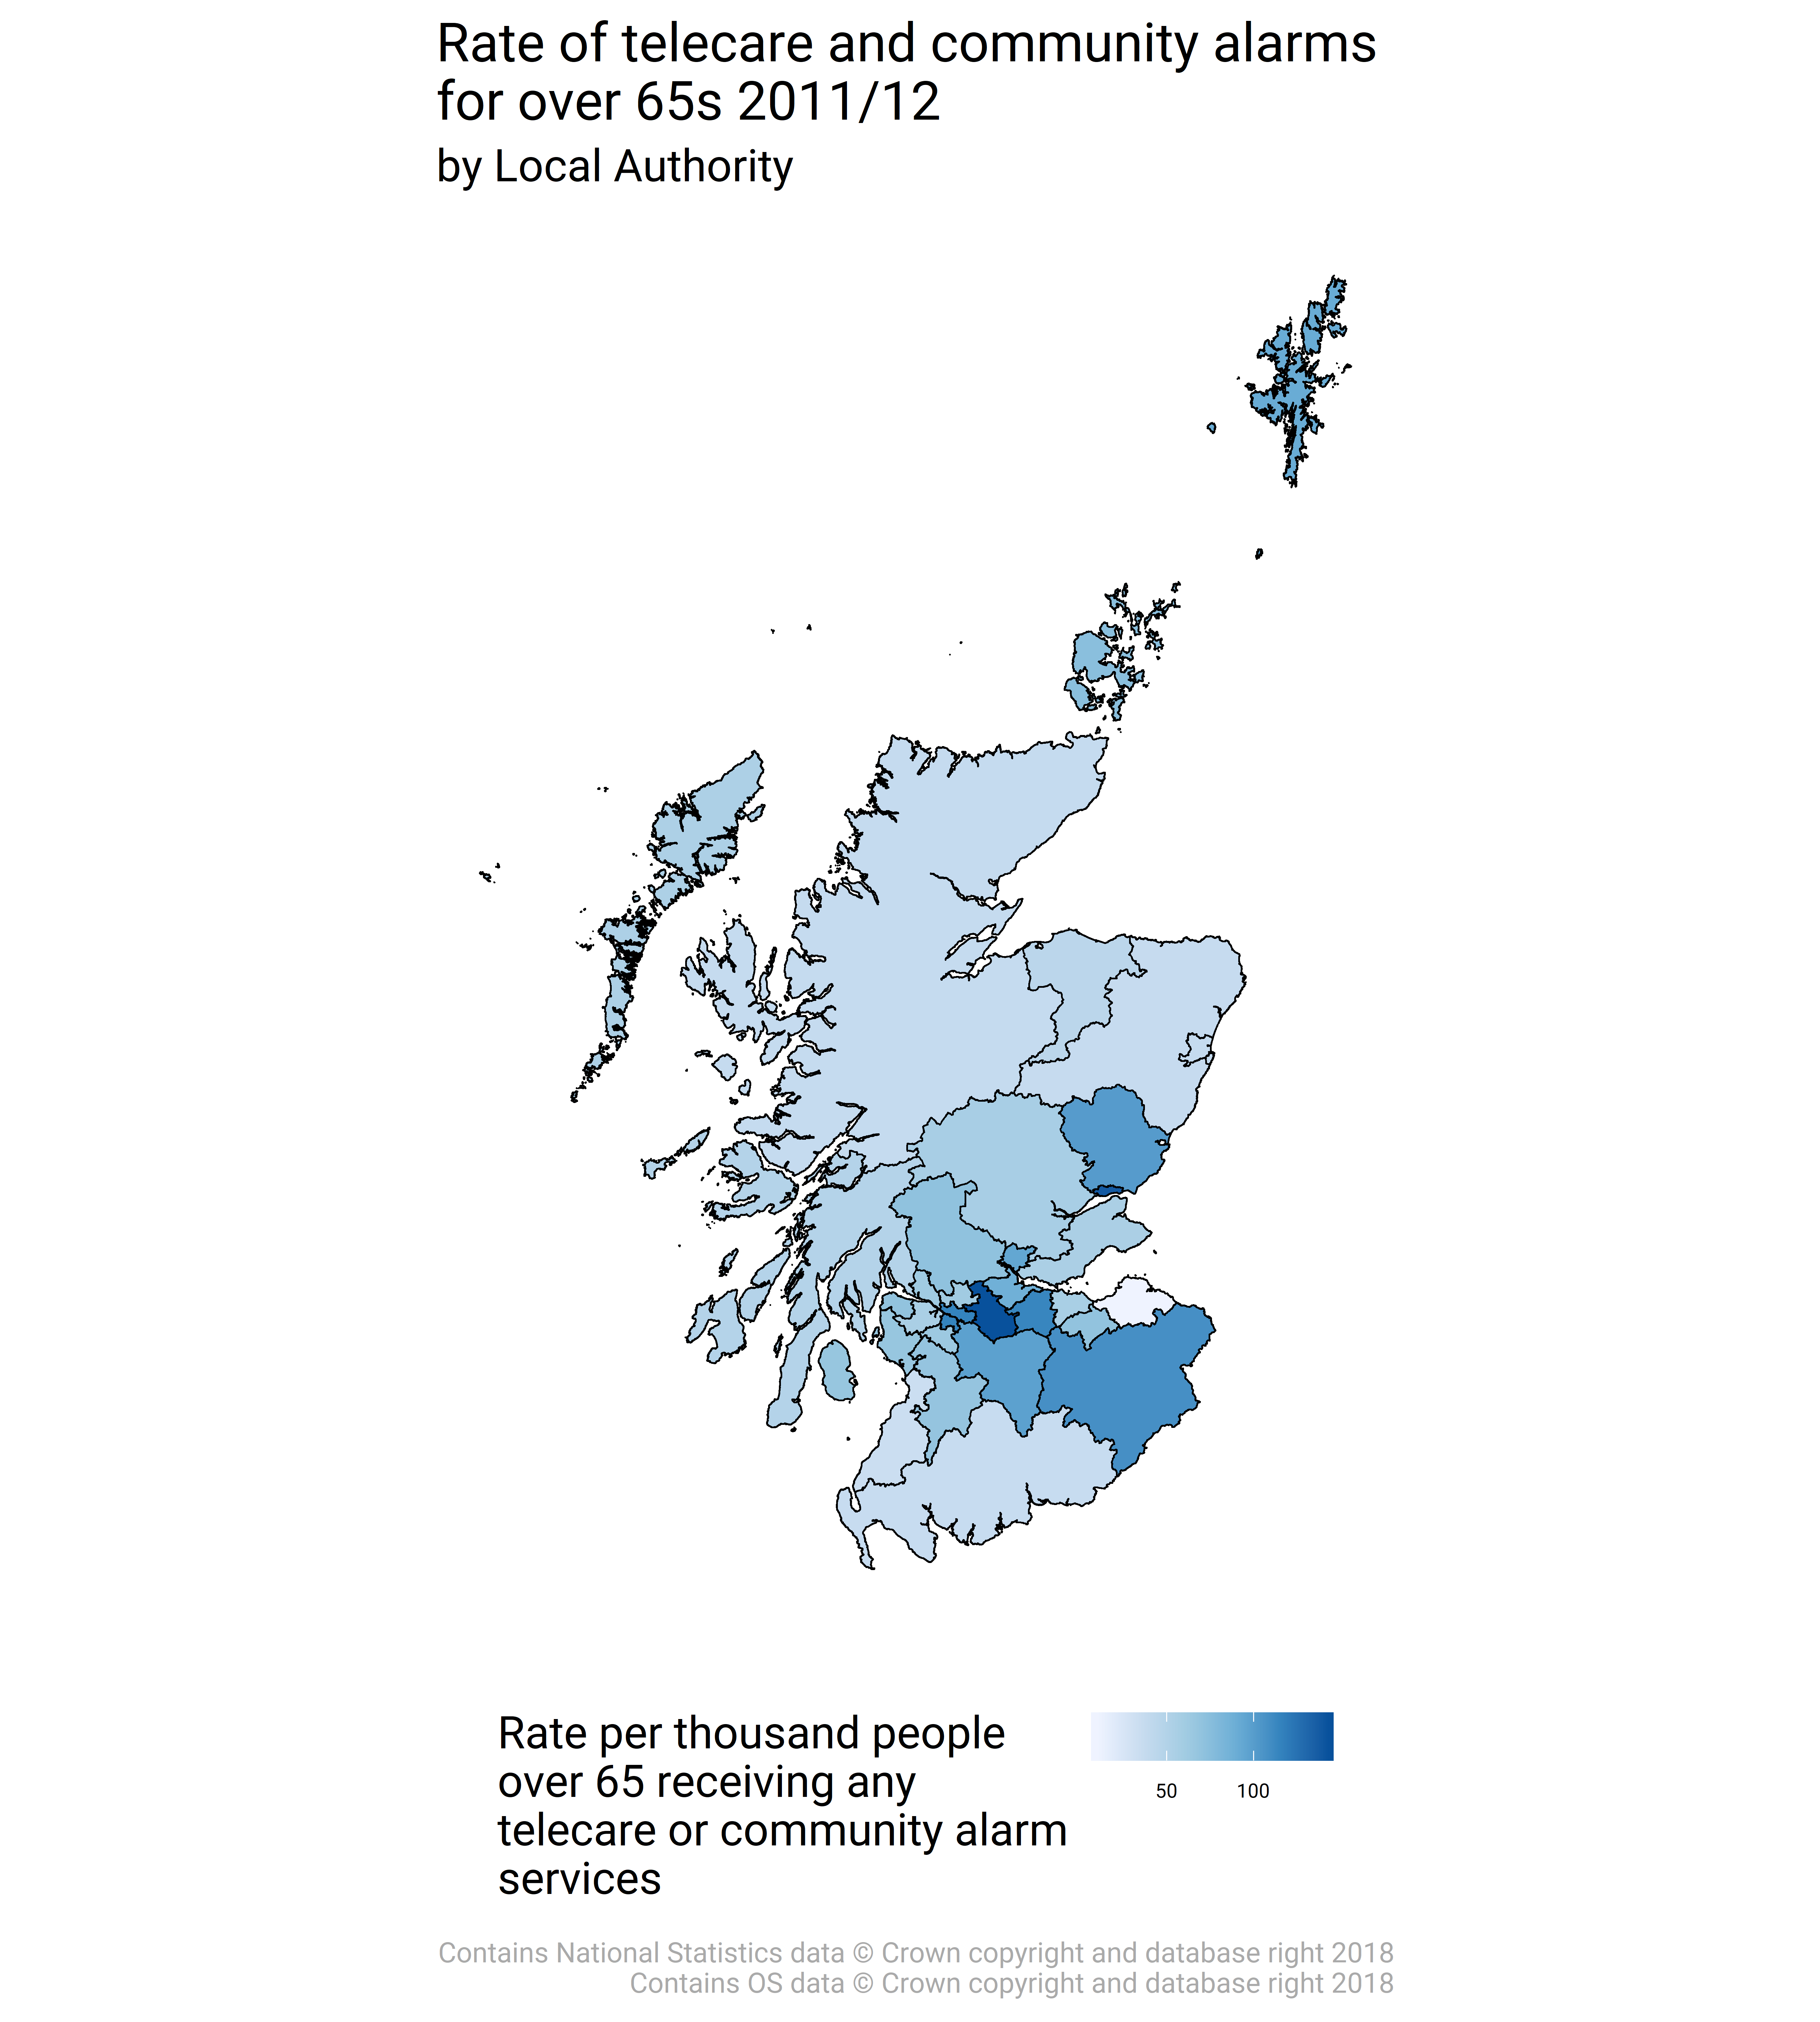 Rate of telecare and community alarms
for over 65s 2011/12
by Local Authority
Rate per thousand people
over 65 receiving any
telecare or community alarm
services
50 100
Contains National Statistics data © Crown copyright and database right 2018
Contains OS data © Crown copyright and database right 2018